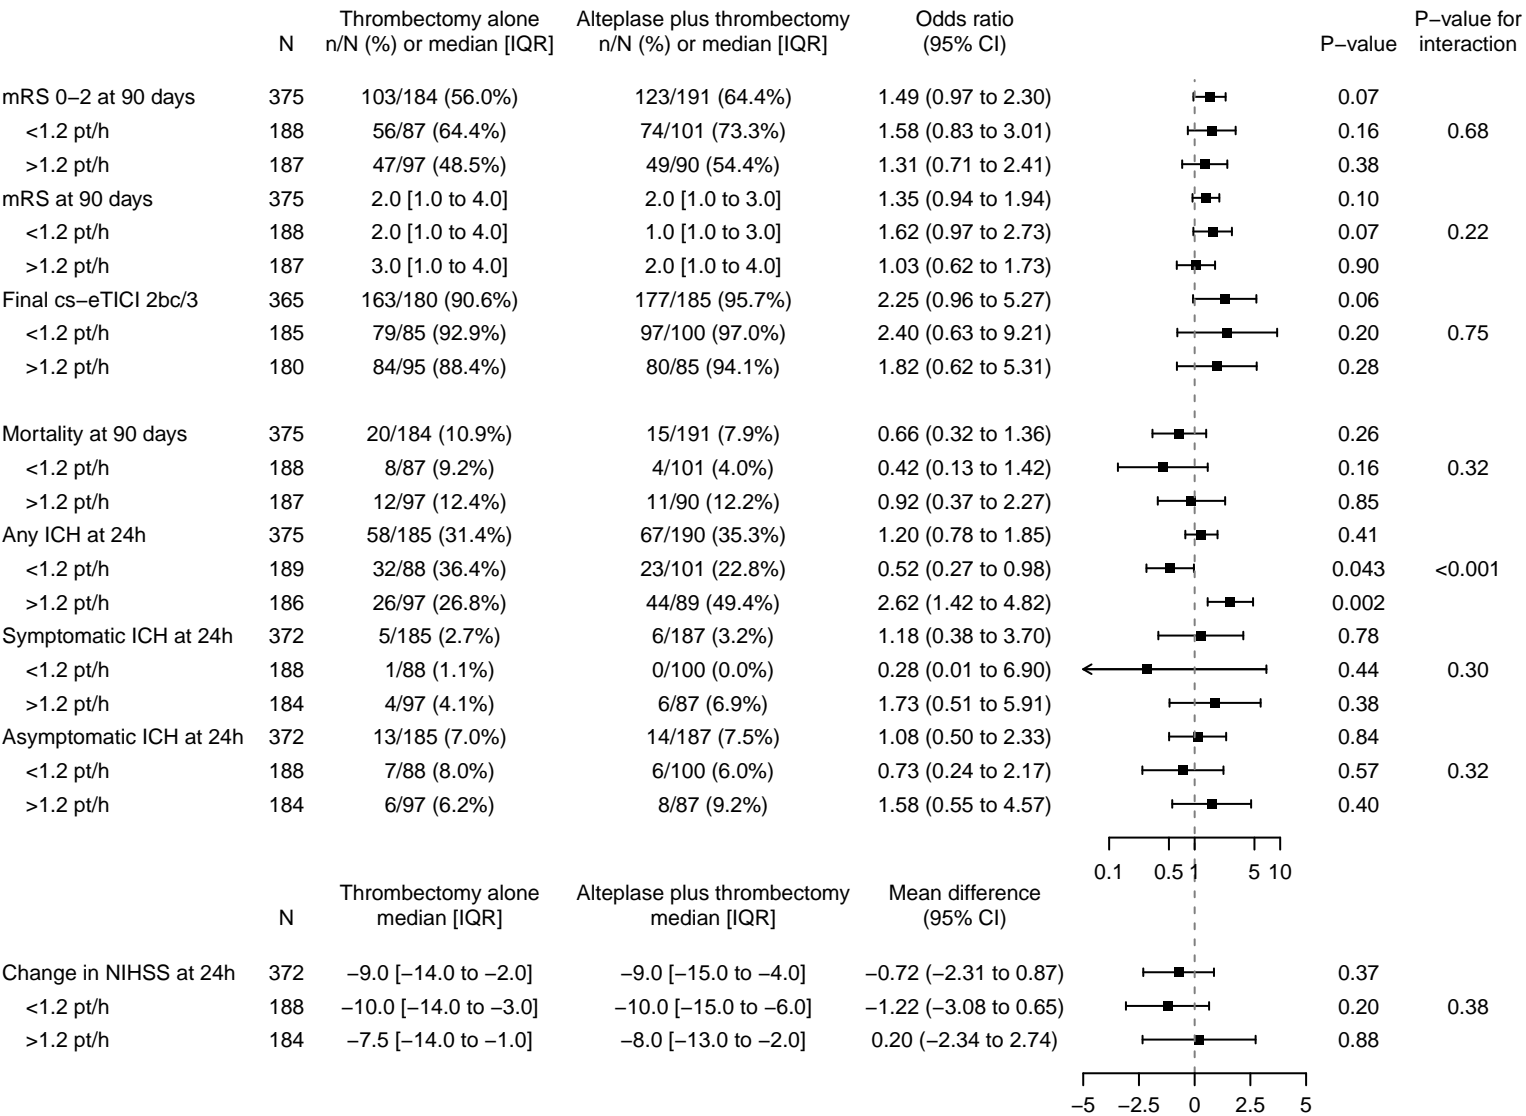 Thrombectomy alone Alteplase plus thrombectomy Odds ratio P−value for
N n/N (%) or median [IQR] n/N (%) or median [IQR] (95% CI) P−value interaction
mRS 0−2 at 90 days 375 103/184 (56.0%) 123/191 (64.4%) 1.49 (0.97 to 2.30) 0.07
<1.2 pt/h 188 56/87 (64.4%) 74/101 (73.3%) 1.58 (0.83 to 3.01) 0.16 0.68
>1.2 pt/h 187 47/97 (48.5%) 49/90 (54.4%) 1.31 (0.71 to 2.41) 0.38
mRS at 90 days 375 2.0 [1.0 to 4.0] 2.0 [1.0 to 3.0] 1.35 (0.94 to 1.94) 0.10
<1.2 pt/h 188 2.0 [1.0 to 4.0] 1.0 [1.0 to 3.0] 1.62 (0.97 to 2.73) 0.07 0.22
>1.2 pt/h 187 3.0 [1.0 to 4.0] 2.0 [1.0 to 4.0] 1.03 (0.62 to 1.73) 0.90
Final cs−eTICI 2bc/3 365 163/180 (90.6%) 177/185 (95.7%) 2.25 (0.96 to 5.27) 0.06
<1.2 pt/h 185 79/85 (92.9%) 97/100 (97.0%) 2.40 (0.63 to 9.21) 0.20 0.75
>1.2 pt/h 180 84/95 (88.4%) 80/85 (94.1%) 1.82 (0.62 to 5.31) 0.28
Mortality at 90 days 375 20/184 (10.9%) 15/191 (7.9%) 0.66 (0.32 to 1.36) 0.26
<1.2 pt/h 188 8/87 (9.2%) 4/101 (4.0%) 0.42 (0.13 to 1.42) 0.16 0.32
>1.2 pt/h 187 12/97 (12.4%) 11/90 (12.2%) 0.92 (0.37 to 2.27) 0.85
Any ICH at 24h 375 58/185 (31.4%) 67/190 (35.3%) 1.20 (0.78 to 1.85) 0.41
<1.2 pt/h 189 32/88 (36.4%) 23/101 (22.8%) 0.52 (0.27 to 0.98) 0.043 <0.001
>1.2 pt/h 186 26/97 (26.8%) 44/89 (49.4%) 2.62 (1.42 to 4.82) 0.002
Symptomatic ICH at 24h 372 5/185 (2.7%) 6/187 (3.2%) 1.18 (0.38 to 3.70) 0.78
<1.2 pt/h 188 1/88 (1.1%) 0/100 (0.0%) 0.28 (0.01 to 6.90) 0.44 0.30
>1.2 pt/h 184 4/97 (4.1%) 6/87 (6.9%) 1.73 (0.51 to 5.91) 0.38
Asymptomatic ICH at 24h 372 13/185 (7.0%) 14/187 (7.5%) 1.08 (0.50 to 2.33) 0.84
<1.2 pt/h 188 7/88 (8.0%) 6/100 (6.0%) 0.73 (0.24 to 2.17) 0.57 0.32
>1.2 pt/h 184 6/97 (6.2%) 8/87 (9.2%) 1.58 (0.55 to 4.57) 0.40
0.1 0.5 1 5 10
Thrombectomy alone Alteplase plus thrombectomy Mean difference
N median [IQR] median [IQR] (95% CI)
Change in NIHSS at 24h 372 −9.0 [−14.0 to −2.0] −9.0 [−15.0 to −4.0] −0.72 (−2.31 to 0.87) 0.37
<1.2 pt/h 188 −10.0 [−14.0 to −3.0] −10.0 [−15.0 to −6.0] −1.22 (−3.08 to 0.65) 0.20 0.38
>1.2 pt/h 184 −7.5 [−14.0 to −1.0] −8.0 [−13.0 to −2.0] 0.20 (−2.34 to 2.74) 0.88
−5 −2.5 0 2.5 5